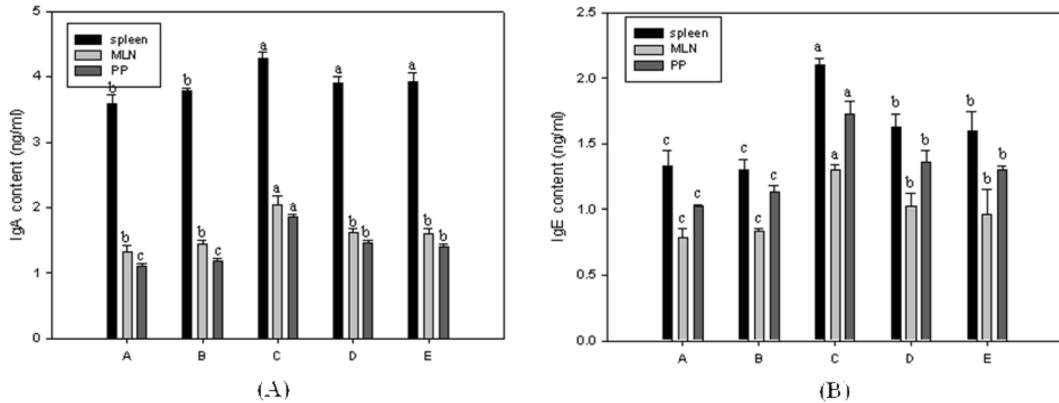 5
4
3
2
1
0
IgA content (ng/ml)
spleen
MLN
PP
b
b
c
b
b
c
a
a
a
a
b
b
a
b
b
A B C D E
(A)
2.5
2.0
1.5
1.0
0.5
0.0
IgE content (ng/ml)
spleen
MLN
PP
c
c
c
c
c
c
a
a
a
b
b
b
b
b
b
A B C D E
(B)